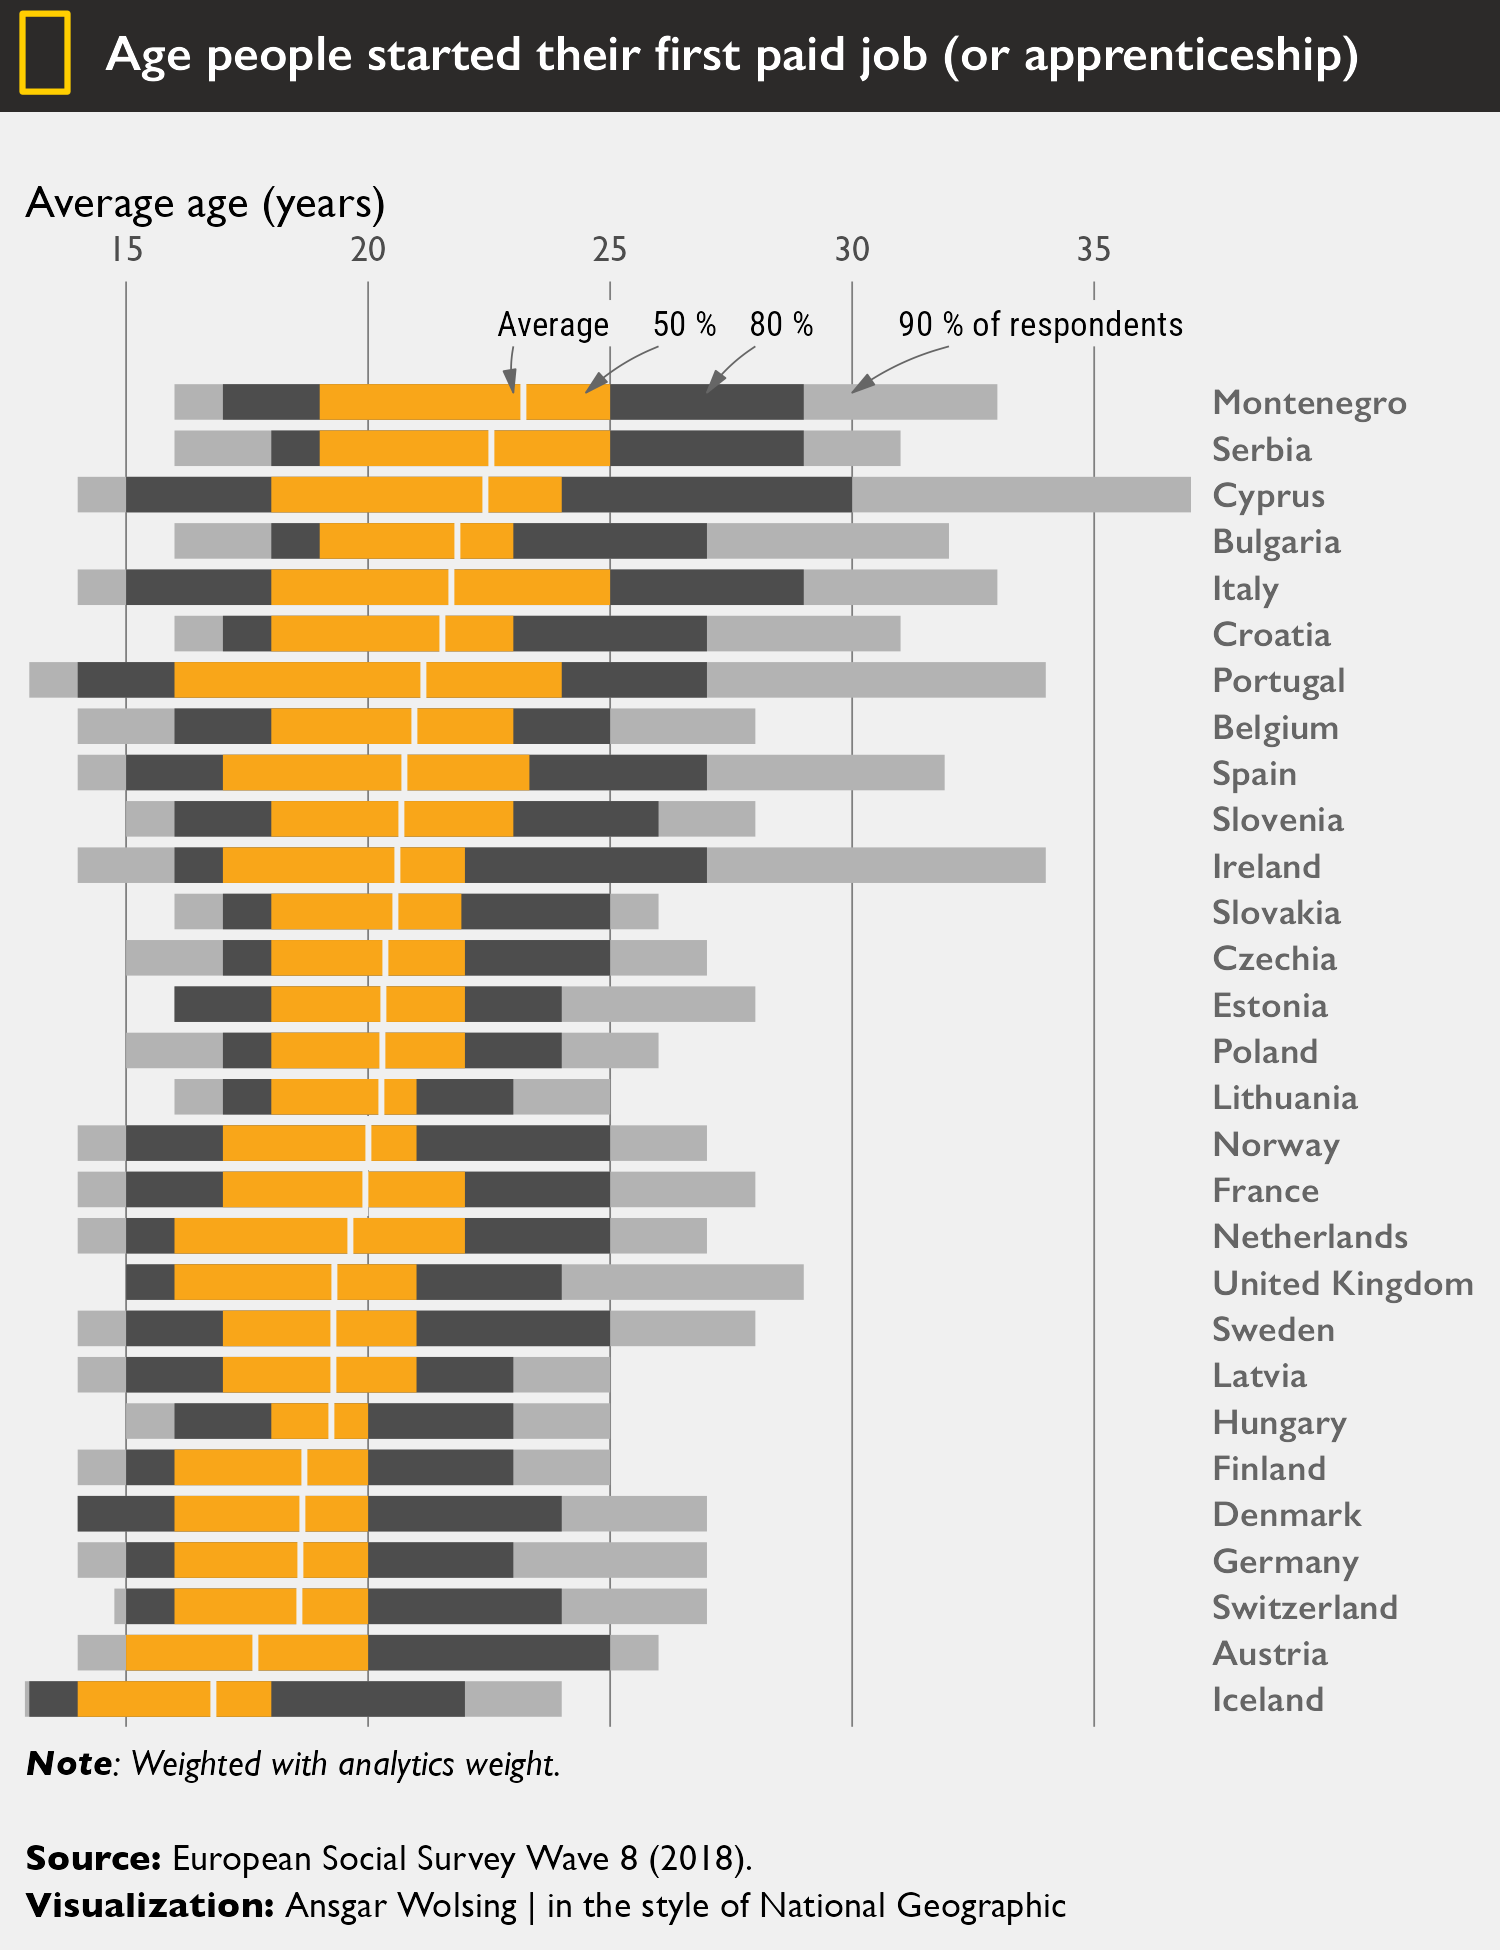 Age people started their first paid job (or apprenticeship)
Average age (years)
15 20 25 30 35
Average 50 % 80 % 90 % of respondents
Montenegro
Serbia
Cyprus
Bulgaria
Italy
Croatia
Portugal
Belgium
Spain
Slovenia
Ireland
Slovakia
Czechia
Estonia
Poland
Lithuania
Norway
France
Netherlands
United Kingdom
Sweden
Latvia
Hungary
Finland
Denmark
Germany
Switzerland
Austria
Iceland
Note: Weighted with analytics weight.
Source: European Social Survey Wave 8 (2018).
Visualization: Ansgar Wolsing | in the style of National Geographic